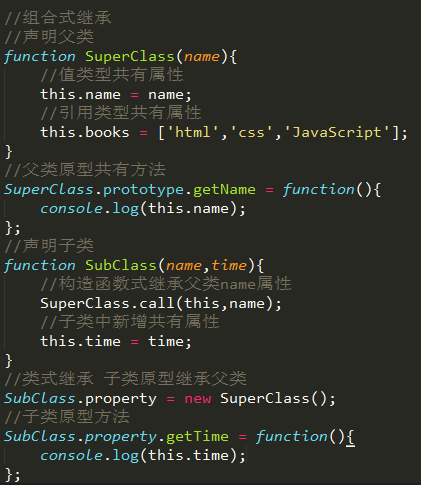 //组合式继承
//声明父类
function SuperClass(name){
    //值类型共有属性
    this.name = name;
    //引用类型共有属性
    this.books = ['html','css','JavaScript'];
}
//父类原型共有方法
SuperClass.prototype.getName = function(){
    console.log(this.name);
};
//声明子类
function SubClass(name,time){
    //构造函数式继承父类name属性
    SuperClass.call(this,name);
    //子类中新增共有属性
    this.time = time;
}
//类式继承 子类原型继承父类
SubClass.property = new SuperClass();
//子类原型方法
SubClass.property.getTime = function(){
    console.log(this.time);
};